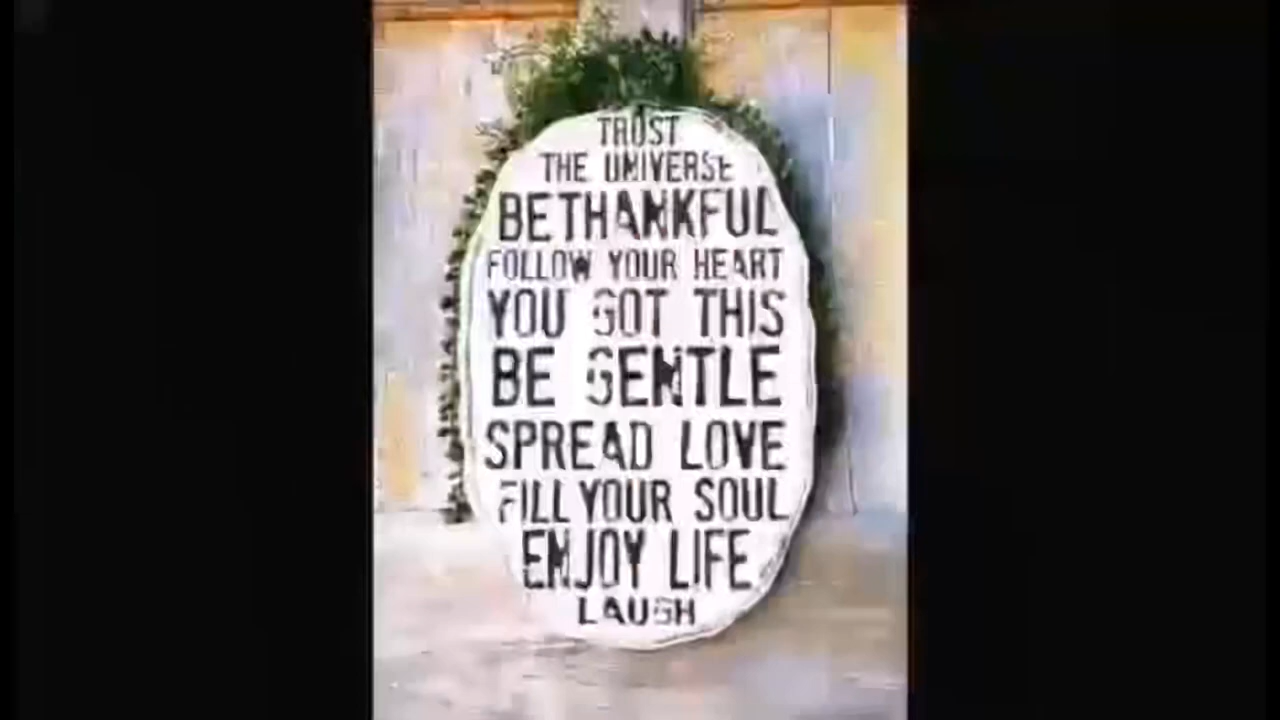 TRUST
THE UNIVERSE
BE THANKFUL
FOLLOW YOUR HEART
YOU GOT THIS
BE GENTLE
SPREAD LOVE
FILL YOUR SOUL
ENJOY LIFE
LAUGH